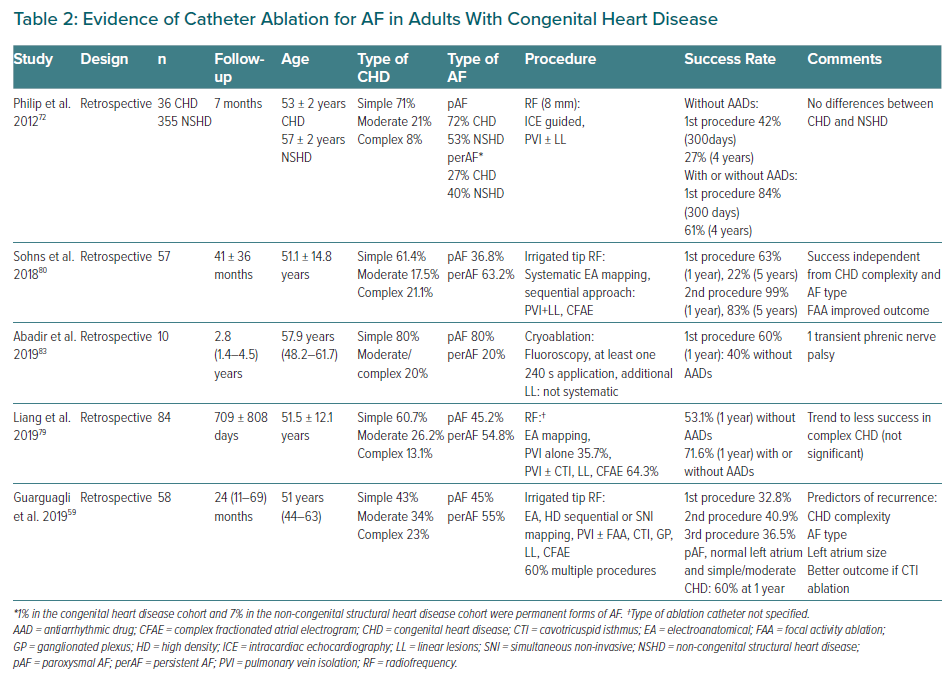 Table 2: Evidence of Catheter Ablation for AF in Adults With Congenital Heart Disease
Study Design n Follow-up Age Type of CHD Type of AF Procedure Success Rate Comments
Philip et al. 2012⁷²
Retrospective
36 CHD
355 NSHD
7 months
53 ± 2 years
CHD
57 ± 2 years
NSHD
Simple 71%
Moderate 21%
Complex 8%
pAF
72% CHD
53% NSHD
perAF*
27% CHD
40% NSHD
RF (8 mm):
ICE guided,
PVI ± LL
Without AADs:
1st procedure 42%
(300days)
27% (4 years)
With or without AADs:
1st procedure 84%
(300 days)
61% (4 years)
No differences between
CHD and NSHD
Sohns et al.
2018⁸⁰
Retrospective
57
41 ± 36
months
51.1 ± 14.8
years
Simple 61.4%
Moderate 17.5%
Complex 21.1%
pAF 36.8%
perAF 63.2%
Irrigated tip RF:
Systematic EA mapping,
sequential approach:
PVI+LL, CFAE
1st procedure 63%
(1 year), 22% (5 years)
2nd procedure 99%
(1 year), 83% (5 years)
Success independent
from CHD complexity and
AF type
FAA improved outcome
Abadir et al.
2019⁸³
Retrospective
10
2.8
(1.4–4.5)
years
57.9 years
(48.2–61.7)
Simple 80%
Moderate/
complex 20%
pAF 80%
perAF 20%
Cryoablation:
Fluoroscopy, at least one
240 s application, additional
LL: not systematic
1st procedure 60%
(1 year): 40% without
AADs
1 transient phrenic nerve
palsy
Liang et al.
2019⁷⁹
Retrospective
84
709 ± 808
days
51.5 ± 12.1
years
Simple 60.7%
Moderate 26.2%
Complex 13.1%
pAF 45.2%
perAF 54.8%
RF:†
EA mapping,
PVI alone 35.7%,
PVI ± CTI, LL, CFAE 64.3%
53.1% (1 year) without
AADs
71.6% (1 year) with or
without AADs
Trend to less success in
complex CHD (not
significant)
Guarguagli
et al. 2019⁵⁹
Retrospective
58
24 (11–69)
months
51 years
(44–63)
Simple 43%
Moderate 34%
Complex 23%
pAF 45%
perAF 55%
Irrigated tip RF:
EA, HD sequential or SNI
mapping, PVI ± FAA, CTI, GP,
LL, CFAE
60% multiple procedures
1st procedure 32.8%
2nd procedure 40.9%
3rd procedure 36.5%
pAF, normal left atrium
and simple/moderate
CHD: 60% at 1 year
Predictors of recurrence:
CHD complexity
AF type
Left atrium size
Better outcome if CTI
ablation
*1% in the congenital heart disease cohort and 7% in the non-congenital structural heart disease cohort were permanent forms of AF. †Type of ablation catheter not specified.
AAD = antiarrhythmic drug; CFAE = complex fractionated atrial electrogram; CHD = congenital heart disease; CTI = cavotricuspid isthmus; EA = electroanatomical; FAA = focal activity ablation;
GP = ganglionated plexus; HD = high density; ICE = intracardiac echocardiography; LL = linear lesions; SNI = simultaneous non-invasive; NSHD = non-congenital structural heart disease;
pAF = paroxysmal AF; perAF = persistent AF; PVI = pulmonary vein isolation; RF = radiofrequency.